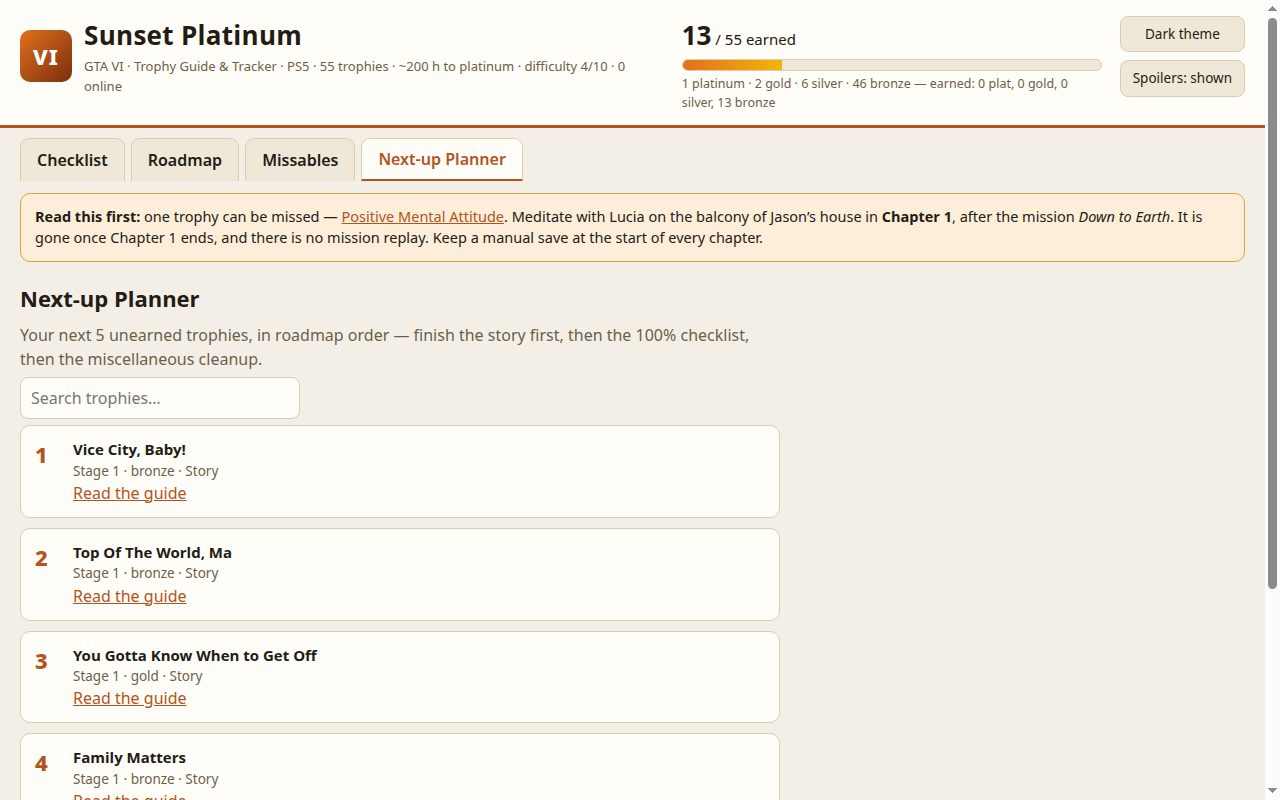 VI
Sunset Platinum
GTA VI · Trophy Guide & Tracker · PS5 · 55 trophies · ~200 h to platinum · difficulty 4/10 · 0
online
13 / 55 earned
1 platinum · 2 gold · 6 silver · 46 bronze — earned: 0 plat, 0 gold, 0
silver, 13 bronze
Dark theme
Spoilers: shown
Checklist
Roadmap
Missables
Next-up Planner
Read this first: one trophy can be missed — Positive Mental Attitude. Meditate with Lucia on the balcony of Jason’s house in Chapter 1, after the mission Down to Earth. It is
gone once Chapter 1 ends, and there is no mission replay. Keep a manual save at the start of every chapter.
Next-up Planner
Your next 5 unearned trophies, in roadmap order — finish the story first, then the 100% checklist,
then the miscellaneous cleanup.
Search trophies...
1
Vice City, Baby!
Stage 1 · bronze · Story
Read the guide
2
Top Of The World, Ma
Stage 1 · bronze · Story
Read the guide
3
You Gotta Know When to Get Off
Stage 1 · gold · Story
Read the guide
4
Family Matters
Stage 1 · bronze · Story
Read the guide